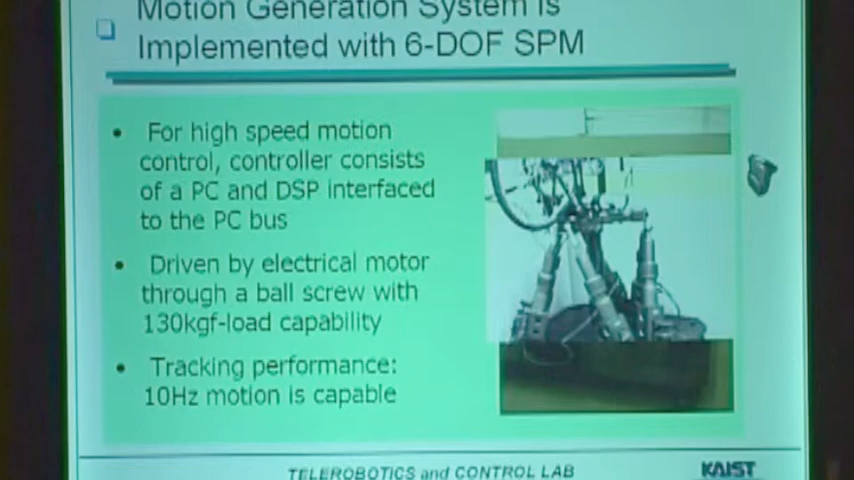 Motion Generation System is
Implemented with 6-DOF SPM
• For high speed motion
control, controller consists
of a PC and DSP interfaced
to the PC bus
• Driven by electrical motor
through a ball screw with
130kgf-load capability
• Tracking performance:
10Hz motion is capable
TELEROBOTICS and CONTROL LAB
KAIST